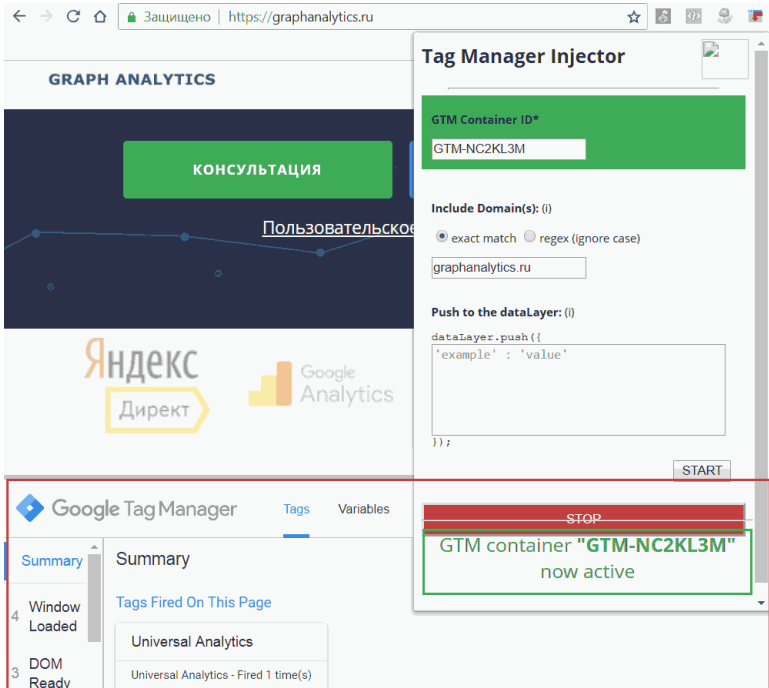 Защищено | https://graphanalytics.ru
GRAPH ANALYTICS
КОНСУЛЬТАЦИЯ
Пользовательское
Яндекс
Директ
Google
Analytics
Tag Manager Injector
GTM Container ID*
GTM-NC2KL3M
Include Domain(s): (i)
exact match regex (ignore case)
graphanalytics.ru
Push to the dataLayer: (i)
dataLayer.push({
'example' : 'value'
});
START
STOP
GTM container "GTM-NC2KL3M"
now active
Google Tag Manager Tags Variables
Summary
4 Window
Loaded
3 DOM
Ready
Summary
Tags Fired On This Page
Universal Analytics
Universal Analytics - Fired 1 time(s)